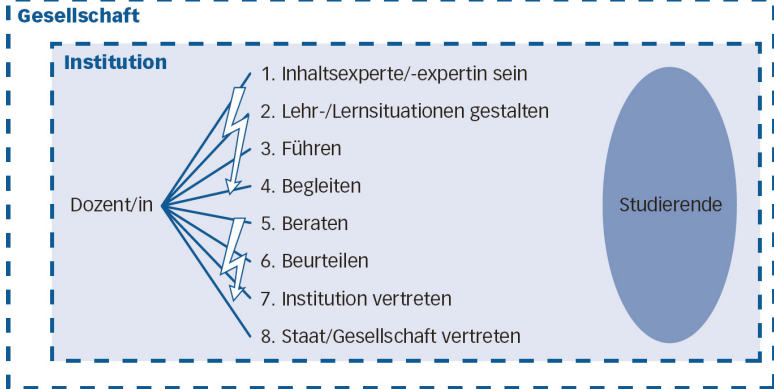 Gesellschaft
Institution
1. Inhaltsexperte/-expertin sein
2. Lehr-/Lernsituationen gestalten
3. Führen
4. Begleiten
Dozent/in
Studierende
5. Beraten
6. Beurteilen
7. Institution vertreten
8. Staat/Gesellschaft vertreten